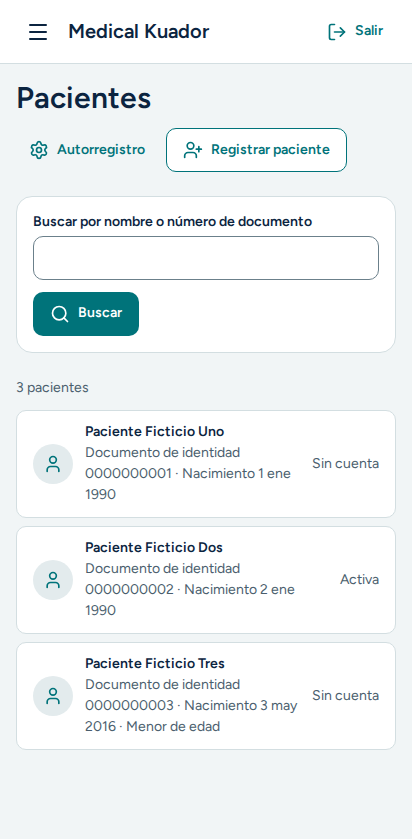 Medical Kuador
Salir
Pacientes
Autorregistro
Registrar paciente
Buscar por nombre o número de documento
Buscar
3 pacientes
Paciente Ficticio Uno
Documento de identidad
0000000001 · Nacimiento 1 ene
1990
Sin cuenta
Paciente Ficticio Dos
Documento de identidad
0000000002 · Nacimiento 2 ene
1990
Activa
Paciente Ficticio Tres
Documento de identidad
0000000003 · Nacimiento 3 may
2016 · Menor de edad
Sin cuenta